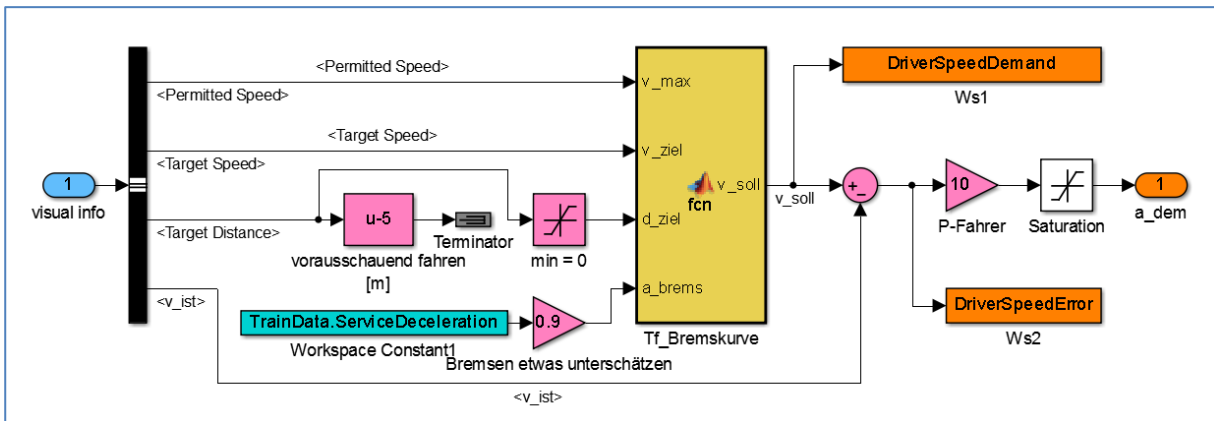 1
visual info
<Permitted Speed>
<Permitted Speed>
<Target Speed>
<Target Speed>
<Target Distance>
<v_ist>
u-5
vorausschauend fahren
[m]
Terminator
min = 0
TrainData.ServiceDeceleration
Workspace Constant1
0.9
Bremsen etwas unterschätzen
<v_ist>
v_max
v_ziel
d_ziel
a_brems
fcn
v_soll
Tf_Bremskurve
v_soll
DriverSpeedDemand
Ws1
+
−
10
P-Fahrer
Saturation
1
a_dem
DriverSpeedError
Ws2